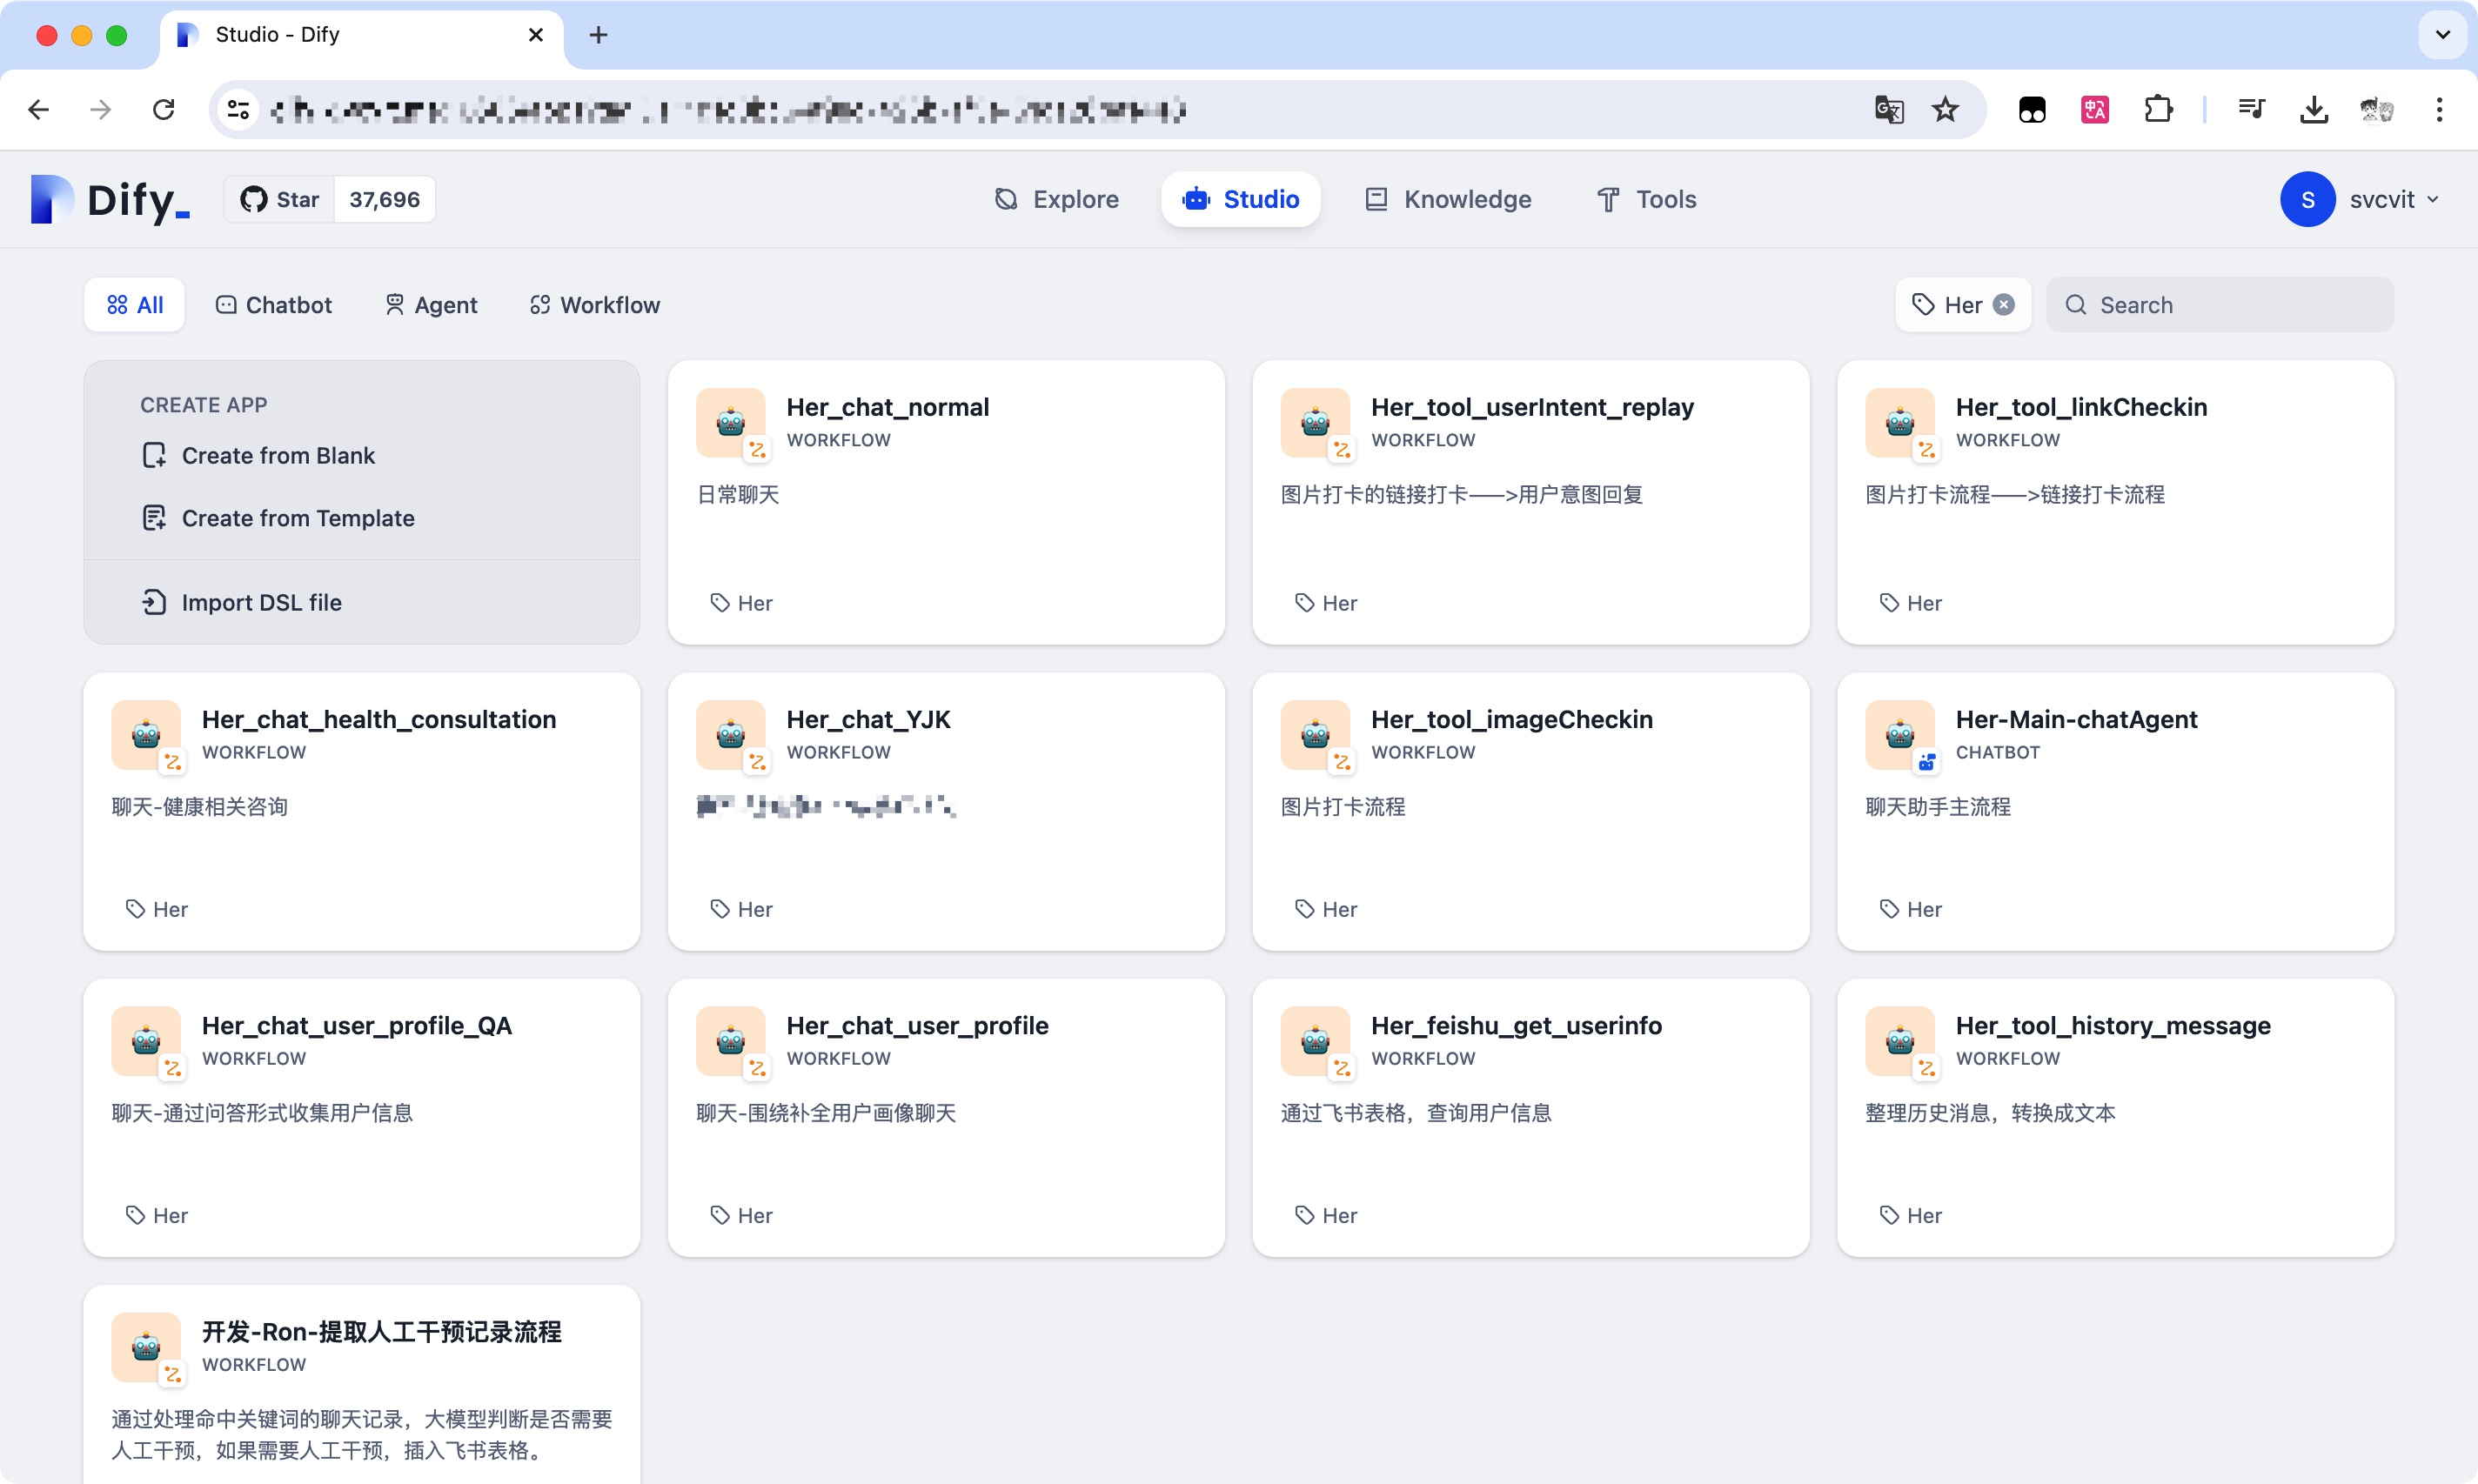 Studio - Dify
Dify_
Star 37,696
Explore
Studio
Knowledge
Tools
S svcvit
All
Chatbot
Agent
Workflow
Her
Search
CREATE APP
Create from Blank
Create from Template
Import DSL file
Her_chat_normal
WORKFLOW
日常聊天
Her
Her_tool_userIntent_replay
WORKFLOW
图片打卡的链接打卡——>用户意图回复
Her
Her_tool_linkCheckin
WORKFLOW
图片打卡流程——>链接打卡流程
Her
Her_chat_health_consultation
WORKFLOW
聊天-健康相关咨询
Her
Her_chat_YJK
WORKFLOW
Her
Her_tool_imageCheckin
WORKFLOW
图片打卡流程
Her
Her-Main-chatAgent
CHATBOT
聊天助手主流程
Her
Her_chat_user_profile_QA
WORKFLOW
聊天-通过问答形式收集用户信息
Her
Her_chat_user_profile
WORKFLOW
聊天-围绕补全用户画像聊天
Her
Her_feishu_get_userinfo
WORKFLOW
通过飞书表格，查询用户信息
Her
Her_tool_history_message
WORKFLOW
整理历史消息，转换成文本
Her
开发-Ron-提取人工干预记录流程
WORKFLOW
通过处理命中关键词的聊天记录，大模型判断是否需要
人工干预，如果需要人工干预，插入飞书表格。